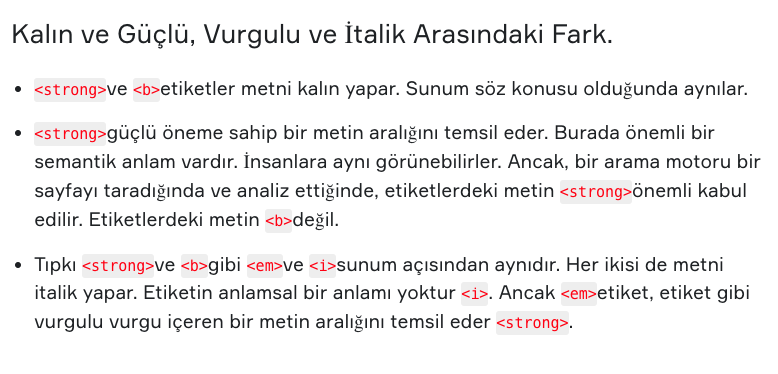 Kalın ve Güçlü, Vurgulu ve İtalik Arasındaki Fark.
<strong>ve <b>etiketler metni kalın yapar. Sunum söz konusu olduğunda aynılar.
<strong>güçlü öneme sahip bir metin aralığını temsil eder. Burada önemli bir
semantik anlam vardır. İnsanlara aynı görünebilirler. Ancak, bir arama motoru bir
sayfayı taradığında ve analiz ettiğinde, etiketlerdeki metin <strong>önemli kabul
edilir. Etiketlerdeki metin <b>değil.
Tıpkı <strong>ve <b>gibi <em>ve <i>sunum açısından aynıdır. Her ikisi de metni
italik yapar. Etiketin anlamsal bir anlamı yoktur <i>. Ancak <em>etiket, etiket gibi
vurgulu vurgu içeren bir metin aralığını temsil eder <strong>.